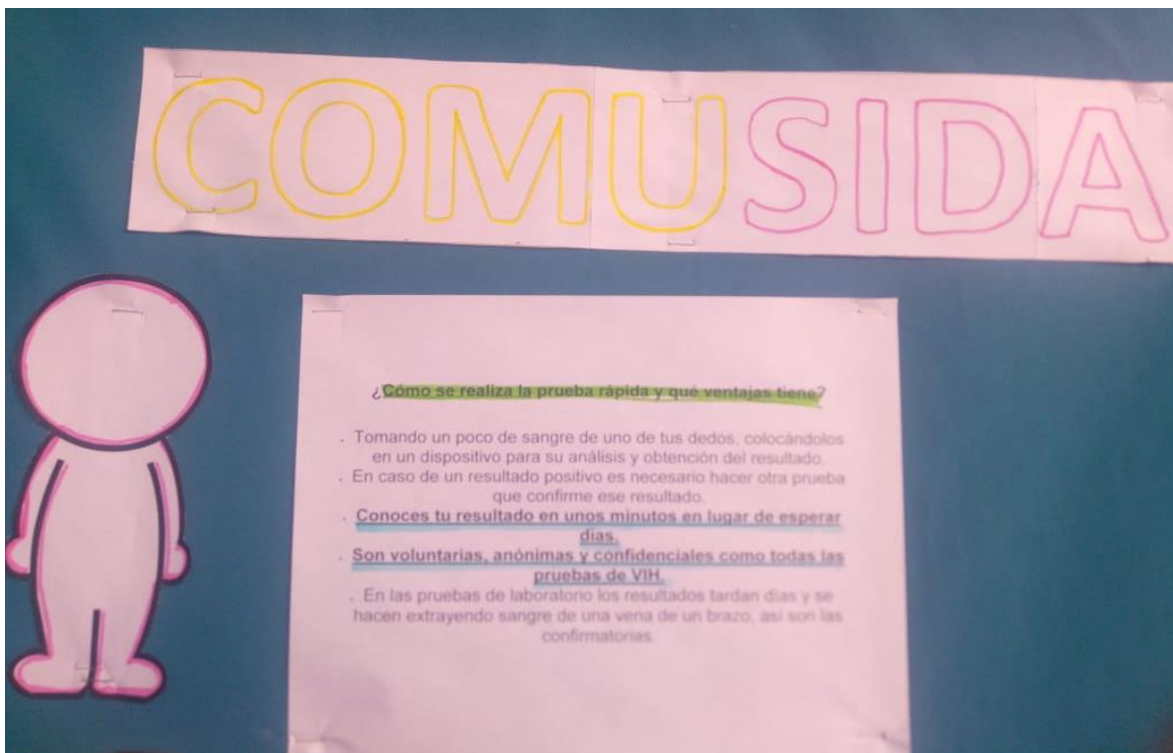 COMUSIDA
¿Cómo se realiza la prueba rápida y qué ventajas tiene?
. Tomando un poco de sangre de uno de tus dedos, colocándolos
en un dispositivo para su análisis y obtención del resultado.
. En caso de un resultado positivo es necesario hacer otra prueba
que confirme ese resultado.
. Conoces tu resultado en unos minutos en lugar de esperar
días.
. Son voluntarias, anónimas y confidenciales como todas las
pruebas de VIH.
. En las pruebas de laboratorio los resultados tardan días y se
hacen extrayendo sangre de una vena de un brazo, así son las
confirmatorias.